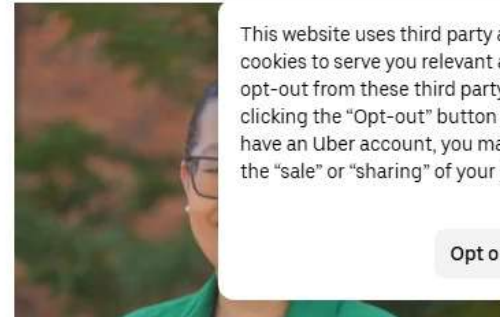 This website uses third party
cookies to serve you relevant
opt-out from these third party
clicking the “Opt-out” button
have an Uber account, you
the “sale” or “sharing” of your
Opt